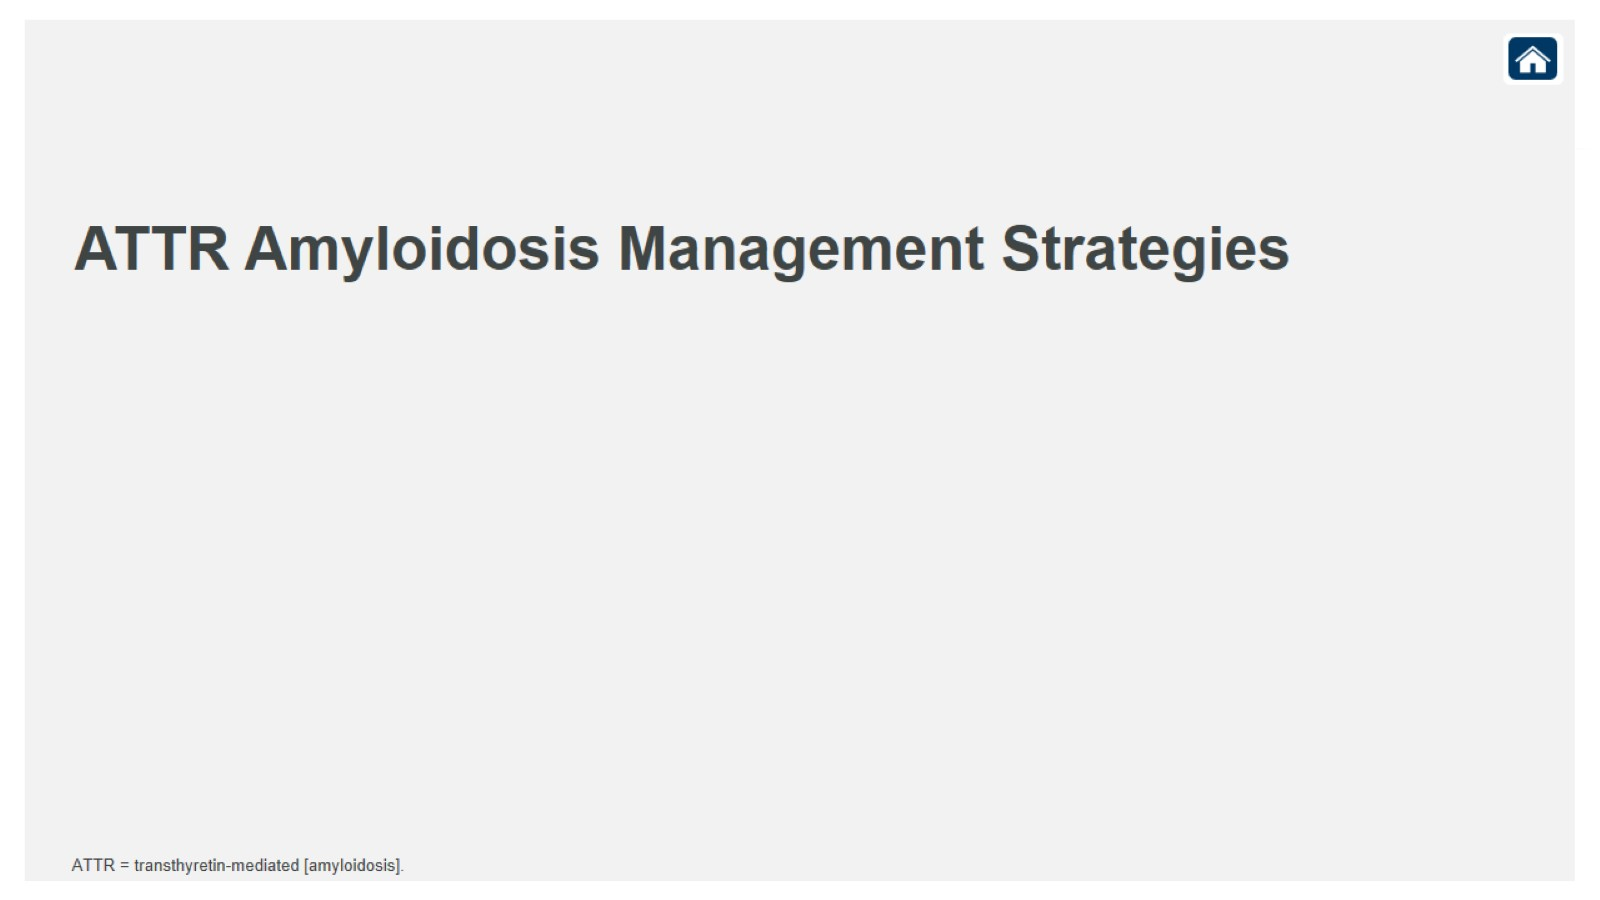 ATTR Amyloidosis Management Strategies
ATTR = transthyretin-mediated [amyloidosis].